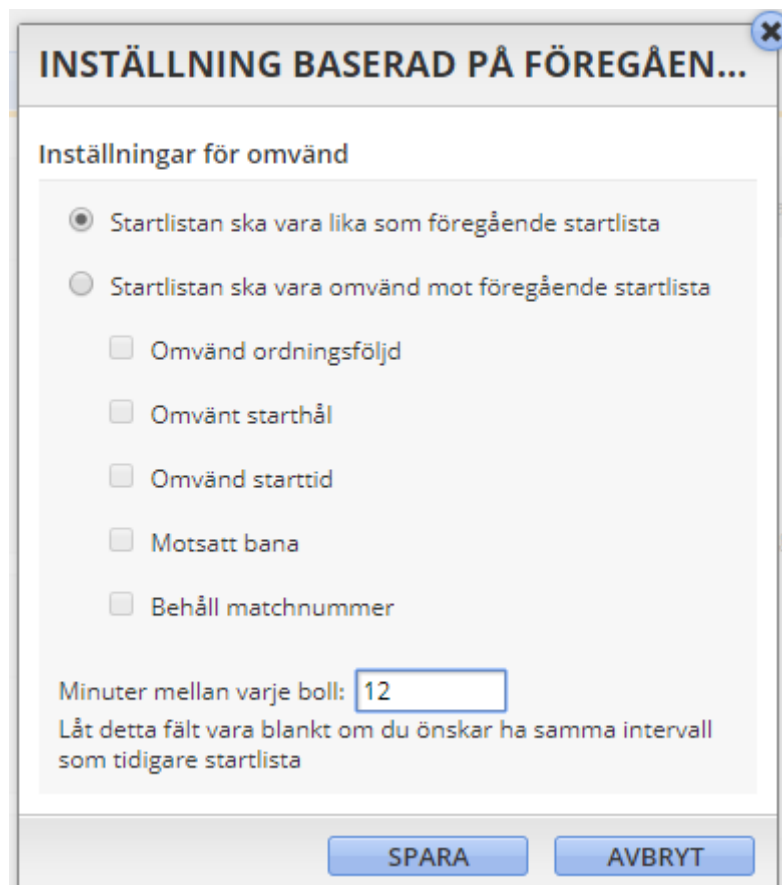 INSTÄLLNING BASERAD PÅ FÖREGÅEN...
Inställningar för omvänd
Startlistan ska vara lika som föregående startlista
Startlistan ska vara omvänd mot föregående startlista
Omvänd ordningsföljd
Omvänt starthål
Omvänd starttid
Motsatt bana
Behåll matchnummer
Minuter mellan varje boll: 12
Låt detta fält vara blankt om du önskar ha samma intervall
som tidigare startlista
SPARA AVBRYT